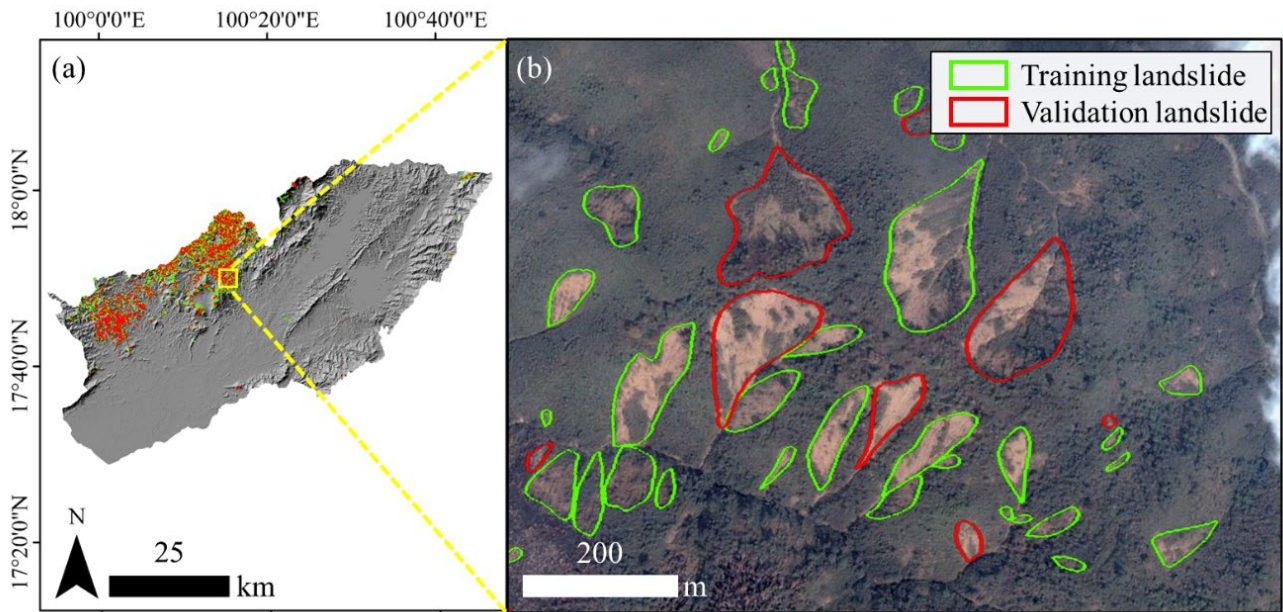 100°0'0"E
100°20'0"E
100°40'0"E
(a)
(b)
Training landslide
Validation landslide
18°0'0"N
17°40'0"N
17°20'0"N
N
25
km
200
m